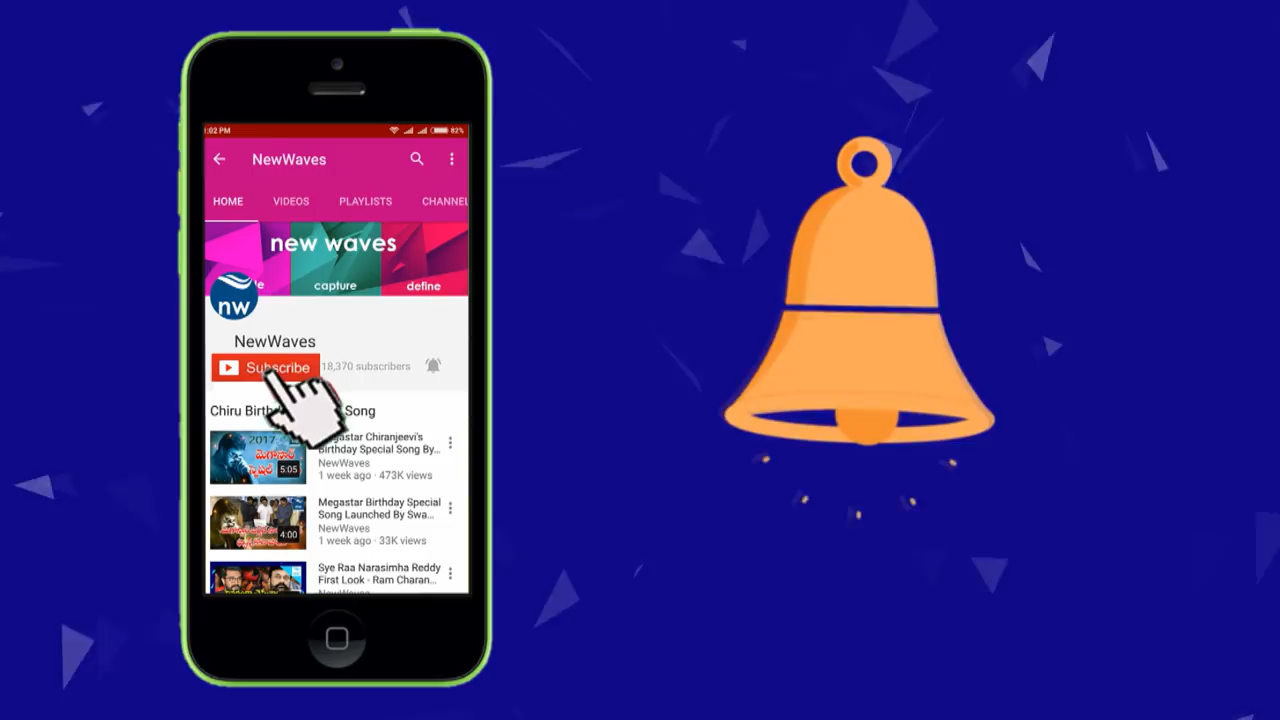 1:02 PM
82%
NewWaves
HOME VIDEOS PLAYLISTS CHANNEL
new waves
capture define
nw
NewWaves
Subscribe 18,370 subscribers
Chiru Song
Chiranjeevi's
Birthday Special Song By...
NewWaves
1 week ago · 473K views
2017
మెగాస్టార్
స్పెషల్
5:05
Megastar Birthday Special
Song Launched By Swa...
NewWaves
1 week ago · 33K views
4:00
Sye Raa Narasimha Reddy
First Look - Ram Charan...